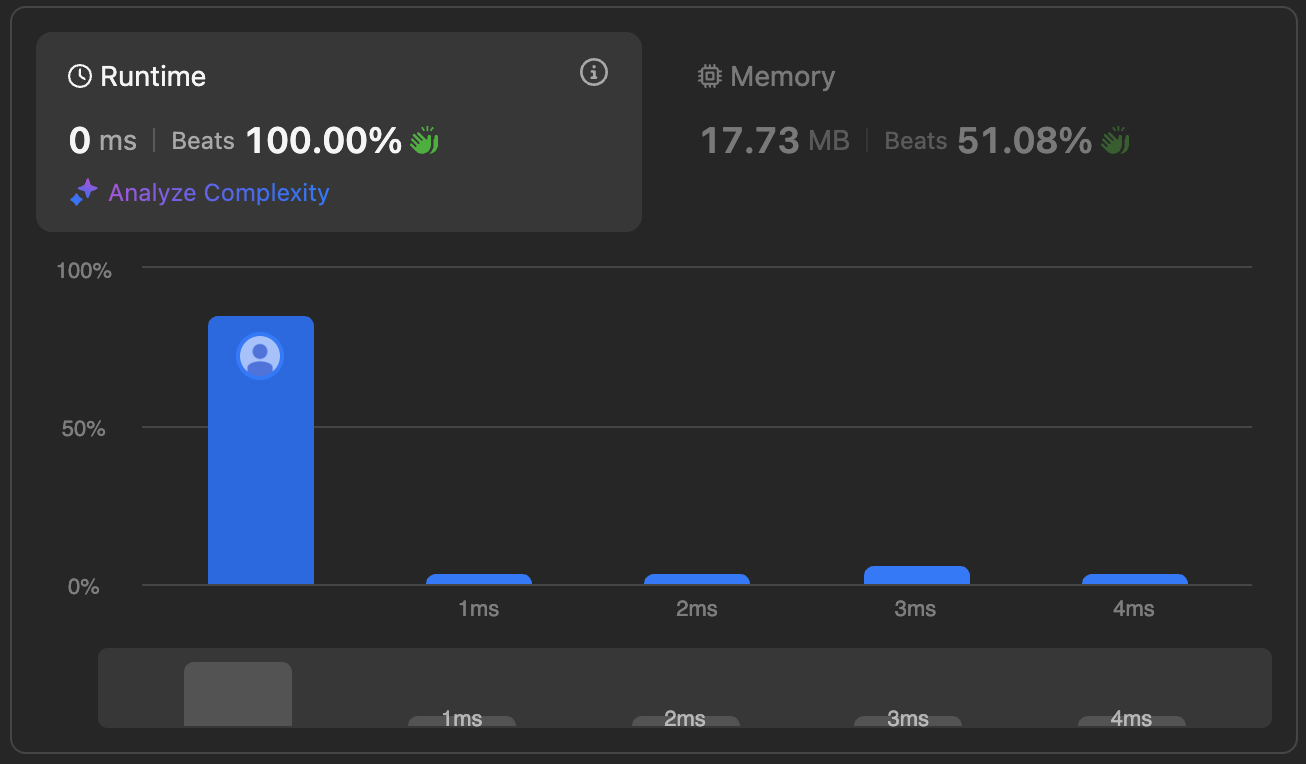 Runtime
0 ms | Beats 100.00%
Analyze Complexity
Memory
17.73 MB | Beats 51.08%
100%
50%
0%
1ms 2ms 3ms 4ms
1ms 2ms 3ms 4ms